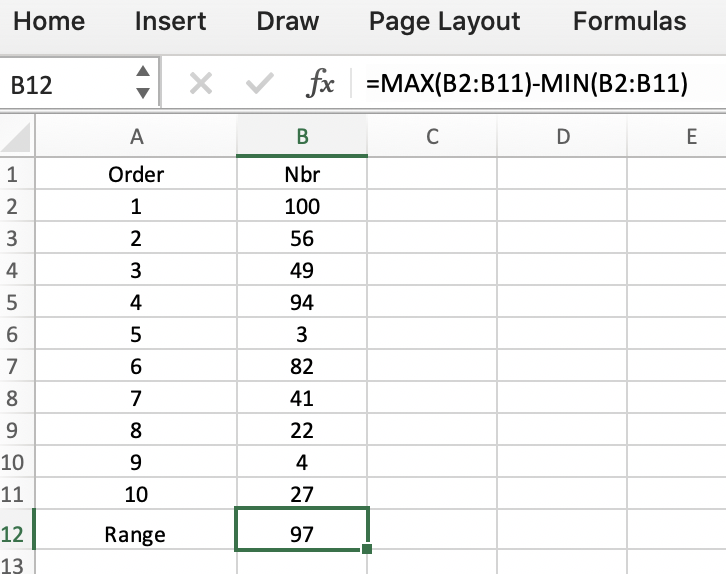 Home Insert Draw Page Layout Formulas
B12 fx =MAX(B2:B11)-MIN(B2:B11)
A B C D E
1 Order Nbr
2 1 100
3 2 56
4 3 49
5 4 94
6 5 3
7 6 82
8 7 41
9 8 22
10 9 4
11 10 27
12 Range 97
13